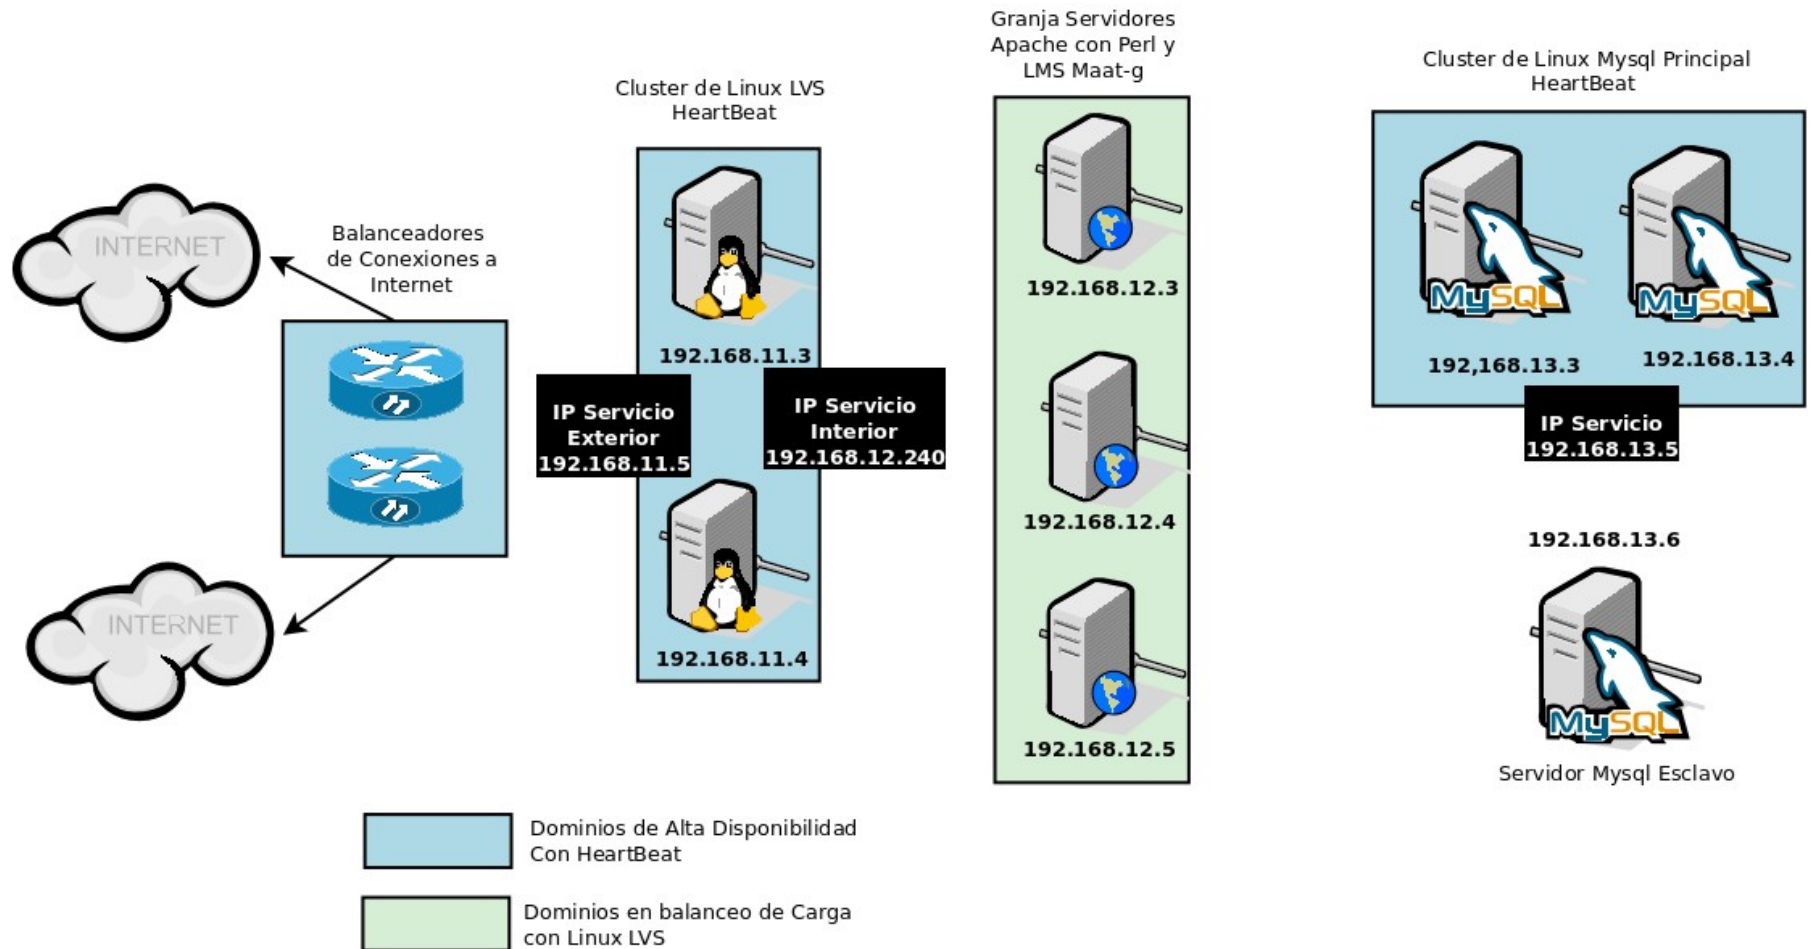 Granja Servidores
Apache con Perl y
LMS Maat-g
Cluster de Linux Mysql Principal
HeartBeat
Cluster de Linux LVS
HeartBeat
INTERNET
Balanceadores
de Conexiones a
Internet
192.168.11.3
IP Servicio
Exterior
192.168.11.5
IP Servicio
Interior
192.168.12.240
192.168.11.4
INTERNET
192.168.12.3
192.168.12.4
192.168.12.5
MySQL
MySQL
192,168.13.3
192.168.13.4
IP Servicio
192.168.13.5
192.168.13.6
MySQL
Servidor Mysql Esclavo
Dominios de Alta Disponibilidad
Con HeartBeat
Dominios en balanceo de Carga
con Linux LVS